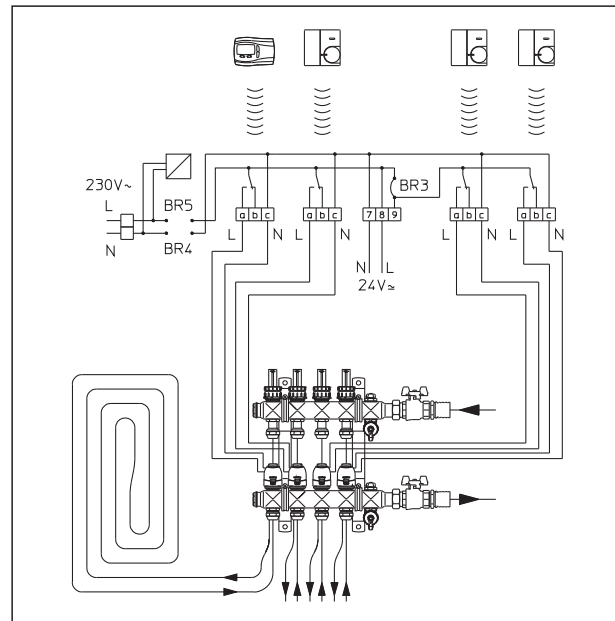 230V~
BR5
BR3
L
N
BR4
a b c
a b c
7 8 9
a b c
a b c
L N L N L N L N
N L
24V≃